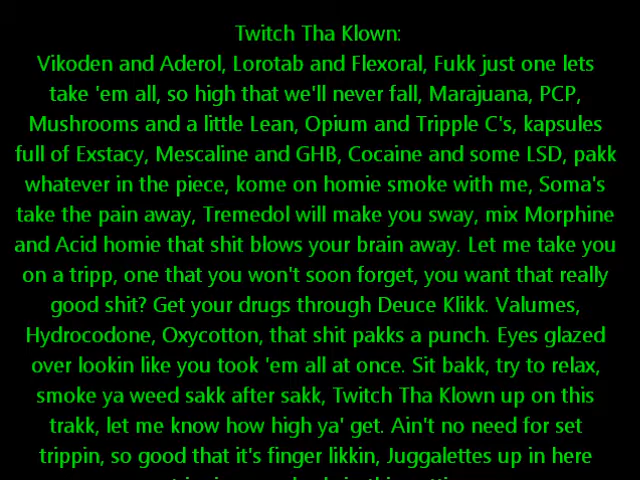 Twitch Tha Klown:
Vikoden and Aderol, Lorotab and Flexoral, Fukk just one lets
take 'em all, so high that we'll never fall, Marajuana, PCP,
Mushrooms and a little Lean, Opium and Tripple C's, kapsules
full of Exstacy, Mescaline and GHB, Cocaine and some LSD, pakk
whatever in the piece, kome on homie smoke with me, Soma's
take the pain away, Tremedol will make you sway, mix Morphine
and Acid homie that shit blows your brain away. Let me take you
on a tripp, one that you won't soon forget, you want that really
good shit? Get your drugs through Deuce Klikk. Valumes,
Hydrocodone, Oxycotton, that shit pakks a punch. Eyes glazed
over lookin like you took 'em all at once. Sit bakk, try to relax,
smoke ya weed sakk after sakk, Twitch Tha Klown up on this
trakk, let me know how high ya' get. Ain't no need for set
trippin, so good that it's finger likkin, Juggalettes up in here